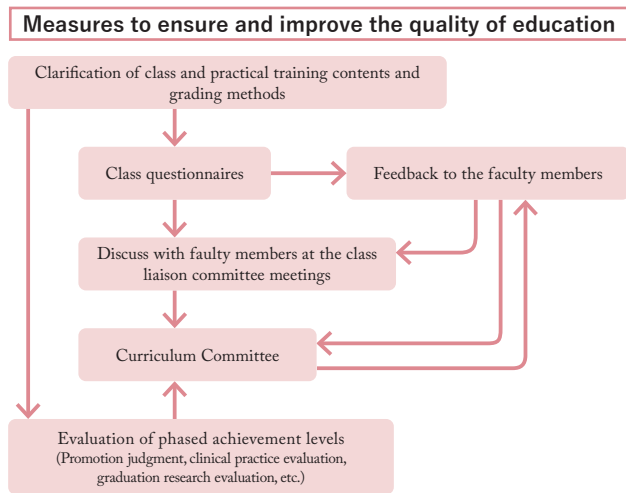 Measures to ensure and improve the quality of education
Clarification of class and practical training contents and
grading methods
Class questionnaires
Feedback to the faculty members
Discuss with faulty members at the class
liaison committee meetings
Curriculum Committee
Evaluation of phased achievement levels
(Promotion judgment, clinical practice evaluation,
graduation research evaluation, etc.)